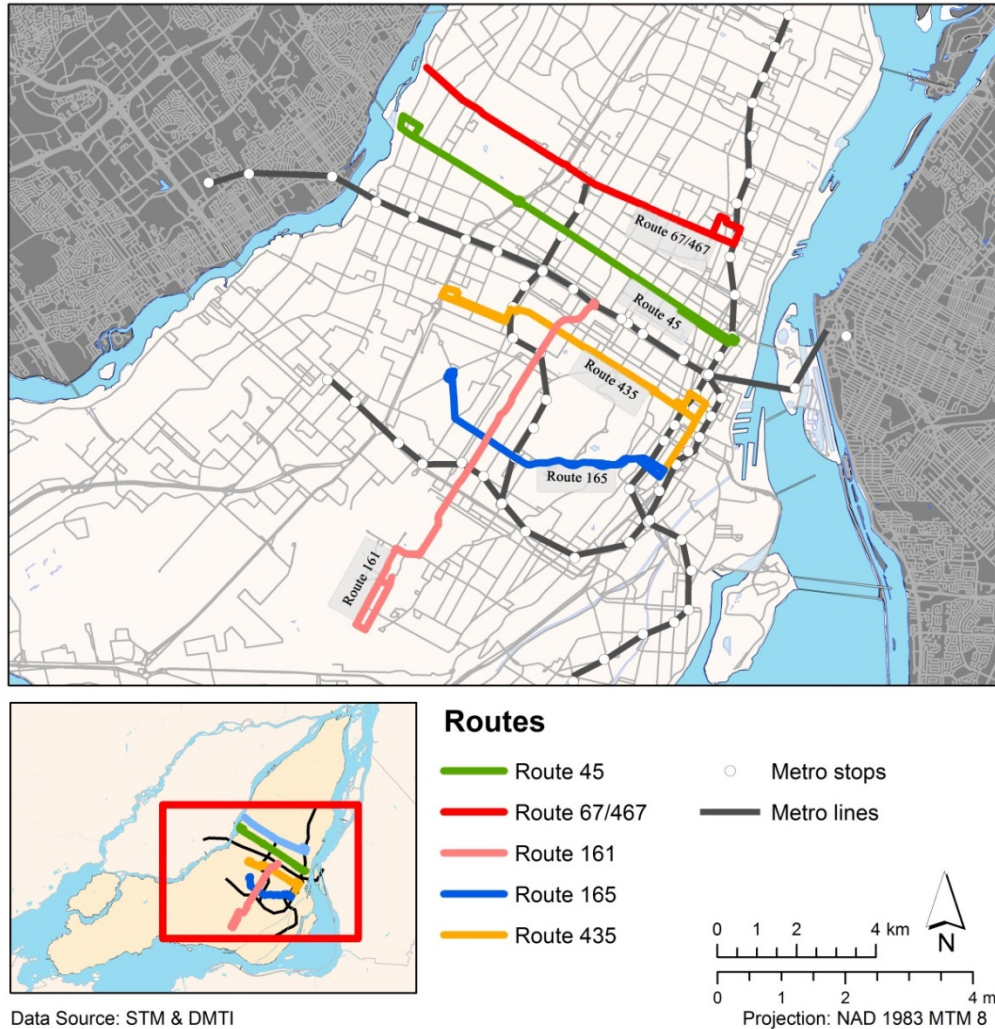 Route 67/467
Route 45
Route 435
Route 165
Route 161
Routes
Route 45
Route 67/467
Route 161
Route 165
Route 435
Metro stops
Metro lines
0 1 2 4 km
N
0 1 2 4 m
Data Source: STM & DMTI
Projection: NAD 1983 MTM 8